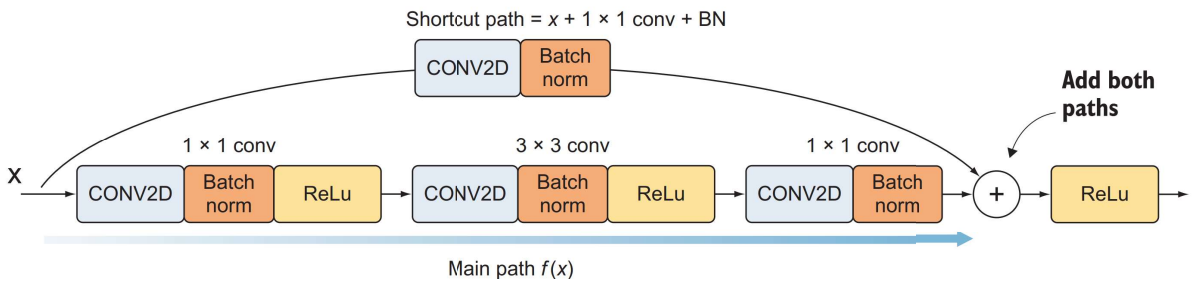 Shortcut path = x + 1 × 1 conv + BN
CONV2D
Batch
norm
Add both
paths
1 × 1 conv
3 × 3 conv
1 × 1 conv
X
CONV2D
Batch
norm
ReLu
CONV2D
Batch
norm
ReLu
CONV2D
Batch
norm
+
ReLu
Main path f(x)